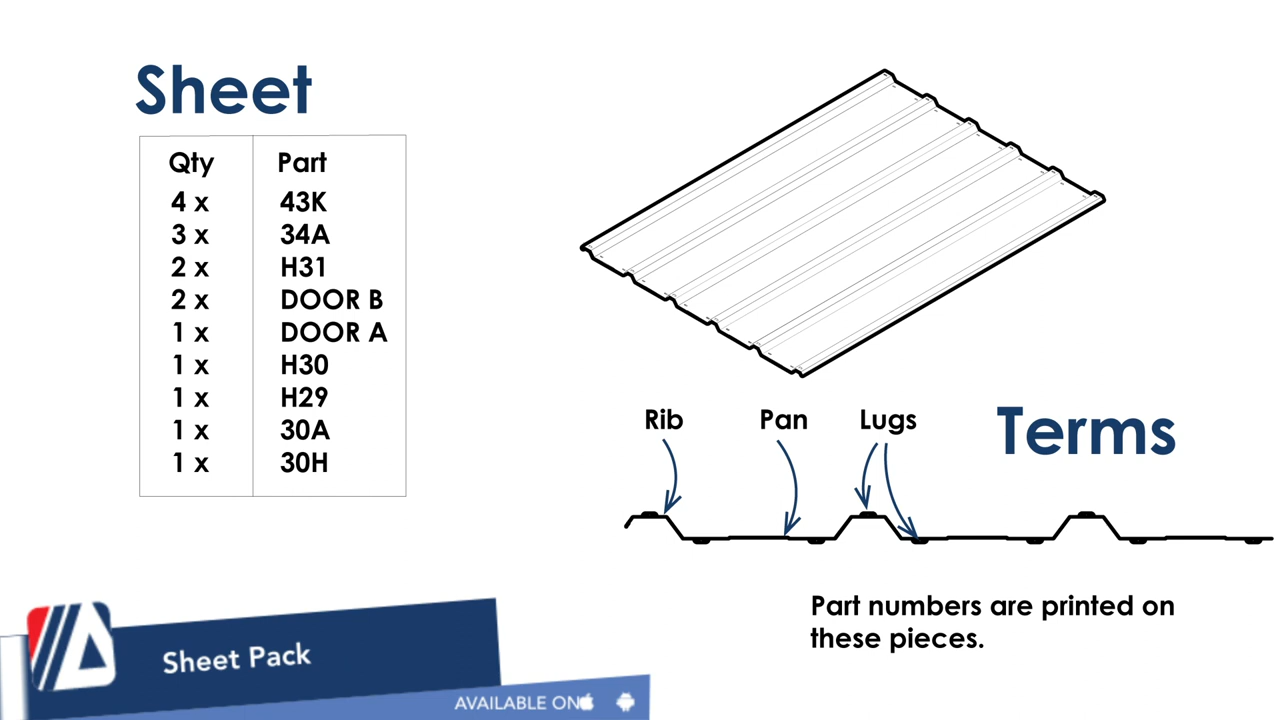 Sheet
Qty Part
4 x 43K
3 x 34A
2 x H31
2 x DOOR B
1 x DOOR A
1 x H30
1 x H29
1 x 30A
1 x 30H
Rib Pan Lugs
Terms
Part numbers are printed on
these pieces.
Sheet Pack
AVAILABLE ON